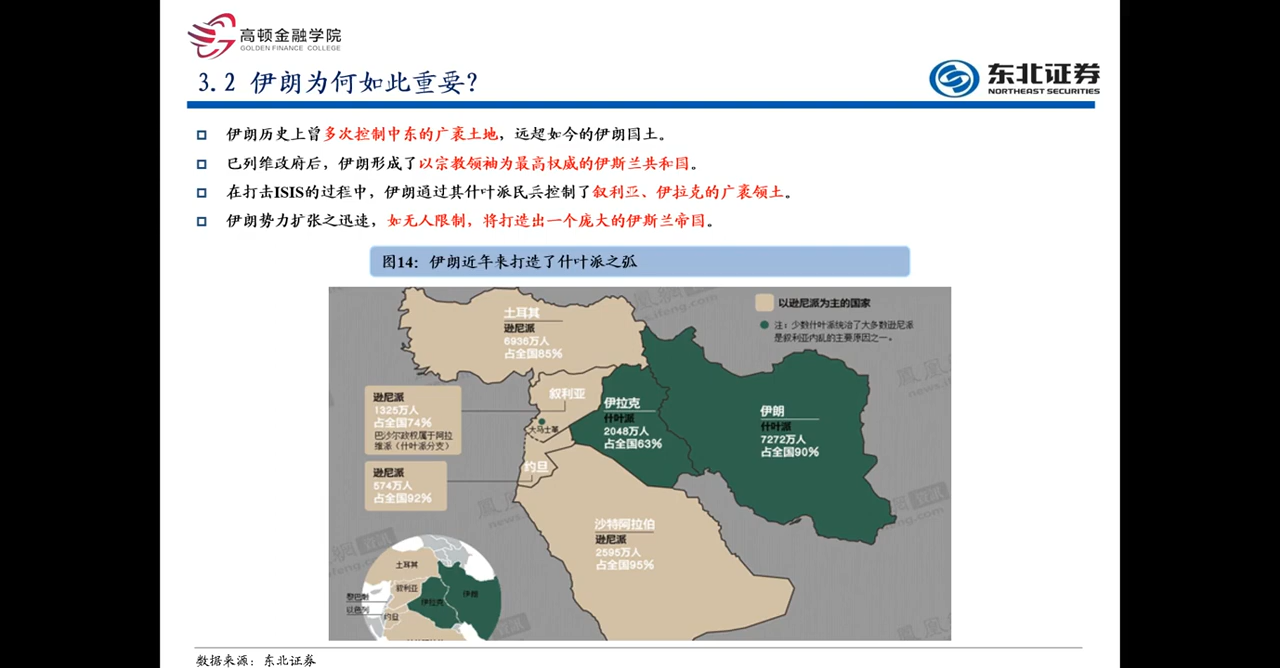 高顿金融学院
GOLDEN FINANCE COLLEGE
3.2 伊朗为何如此重要?
东北证券
NORTHEAST SECURITIES
伊朗历史上曾多次控制中东的广袤土地，远超如今的伊朗国土。
巴列维政府后，伊朗形成了以宗教领袖为最高权威的伊斯兰共和国。
在打击ISIS的过程中，伊朗通过其什叶派民兵控制了叙利亚、伊拉克的广袤领土。
伊朗势力扩张之迅速，如无人限制，将打造出一个庞大的伊斯兰帝国。
图14：伊朗近年来打造了什叶派之弧
以逊尼派为主的国家
注：少数什叶派统治了大多数逊尼派
是叙利亚内乱的主要原因之一。
土耳其
逊尼派
6936万人
占全国85%
叙利亚
大马士革
逊尼派
1325万人
占全国74%
巴沙尔政权属于阿拉
维派（什叶派分支）
伊拉克
什叶派
2048万人
占全国63%
伊朗
什叶派
7272万人
占全国90%
约旦
逊尼派
574万人
占全国92%
沙特阿拉伯
逊尼派
2595万人
占全国95%
土耳其
叙利亚
伊朗
伊拉克
黎巴嫩
以色列
约旦
数据来源：东北证券